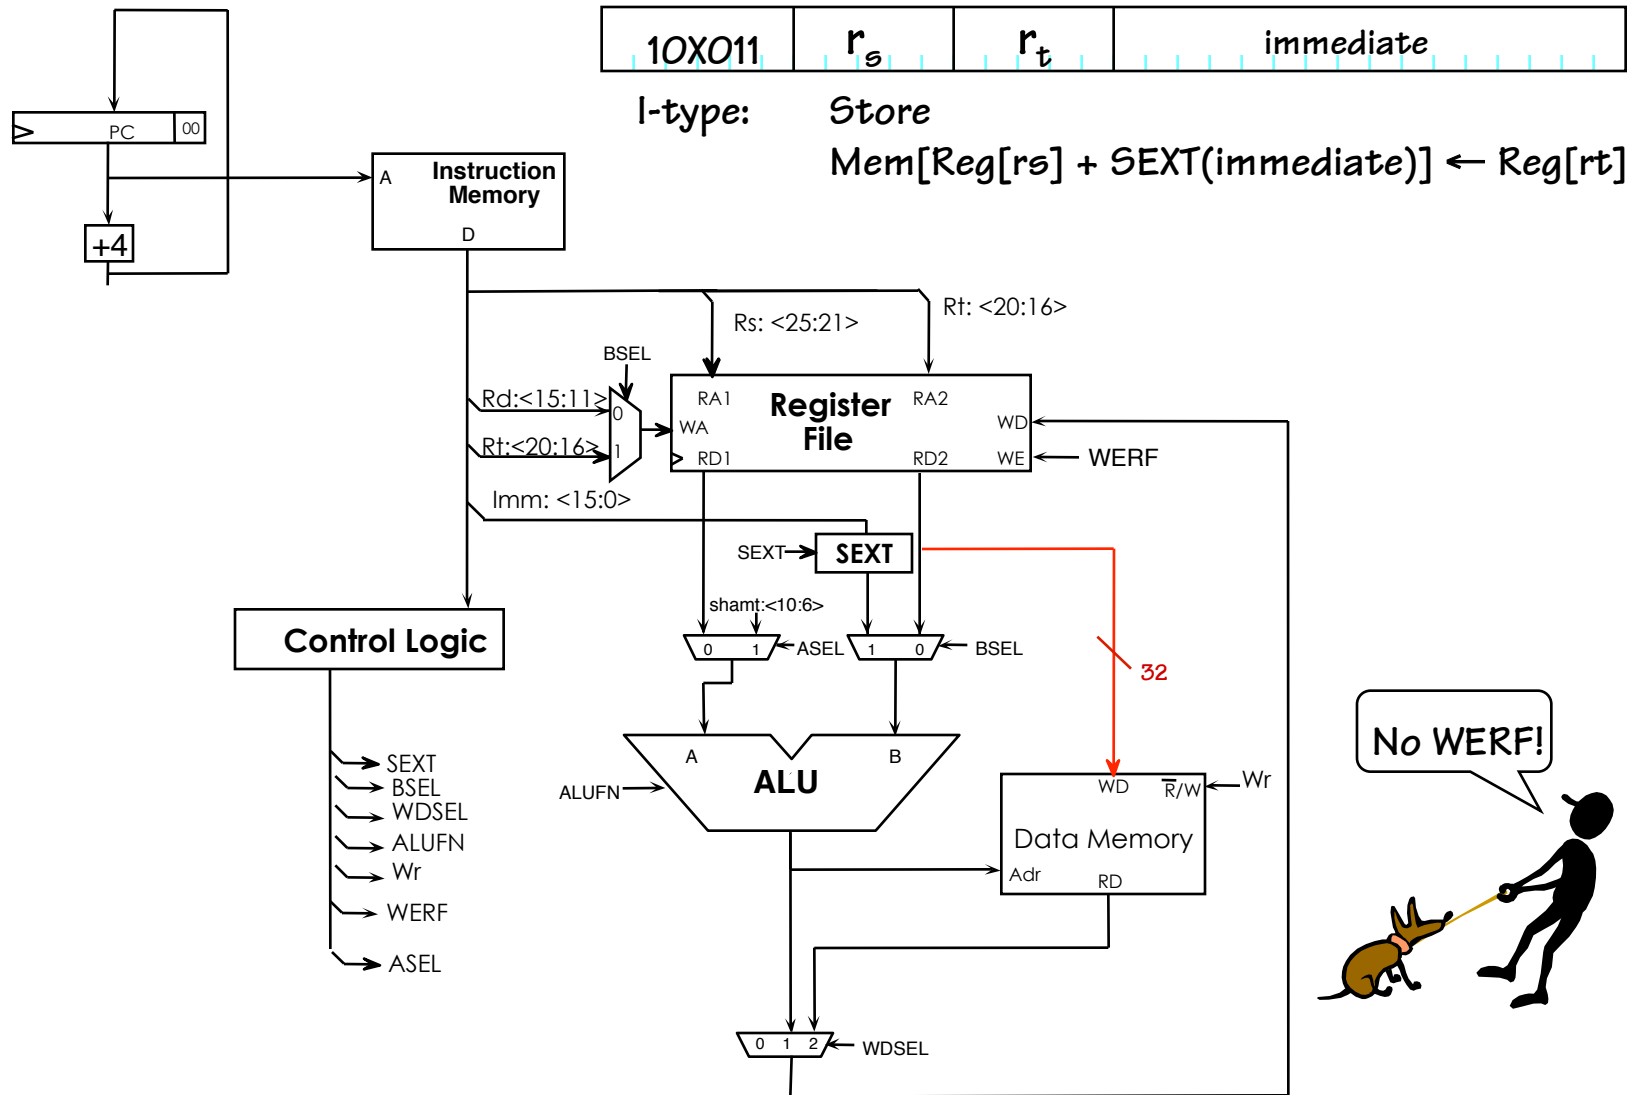 10X011 rs rt immediate
I-type: Store
Mem[Reg[rs] + SEXT(immediate)] ← Reg[rt]
PC 00
+4
A Instruction
Memory
D
Rs: <25:21>
Rt: <20:16>
BSEL
Rd:<15:11>
0
Rt:<20:16>
1
RA1 Register RA2
File
WA
WD
RD1 RD2 WE
WERF
Imm: <15:0>
SEXT
SEXT
shamt:<10:6>
0 1
ASEL
1 0
BSEL
32
Control Logic
SEXT
BSEL
WDSEL
ALUFN
Wr
WERF
ASEL
A B
ALU
ALUFN
WD R/W
Wr
Data Memory
Adr RD
0 1 2
WDSEL
No WERF!